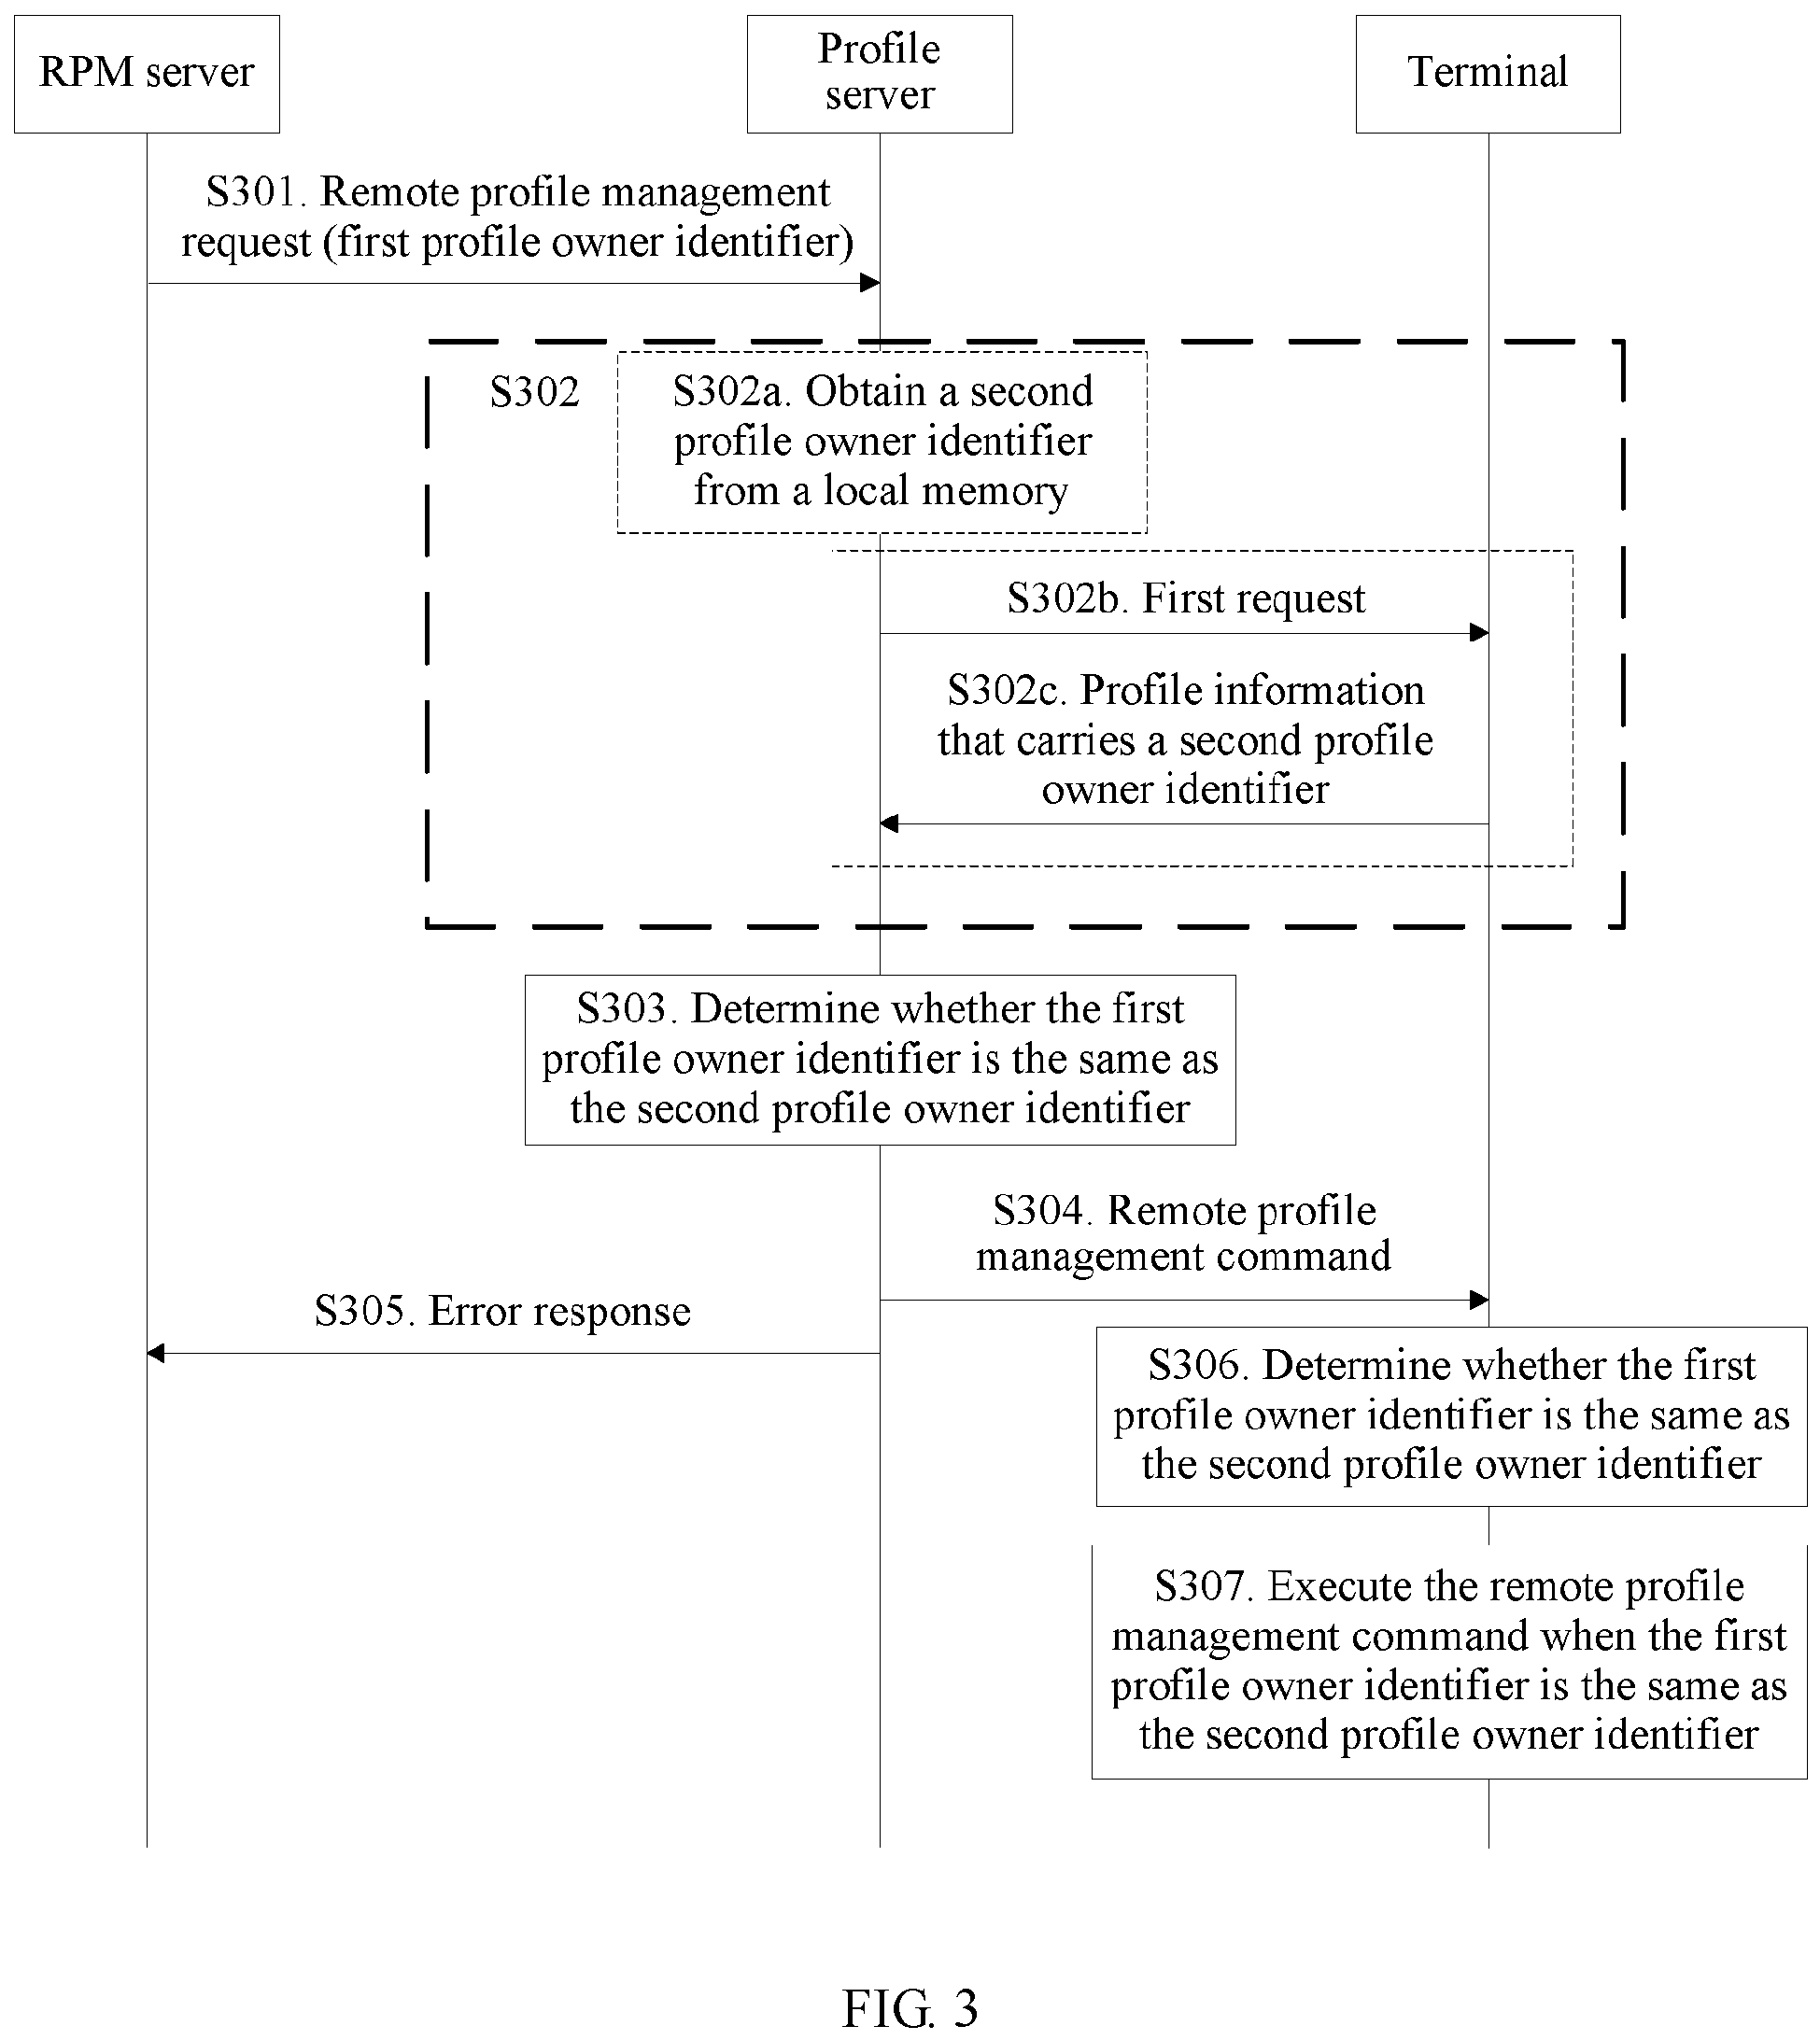 RPM server
Profile
server
Terminal
S301. Remote profile management
request (first profile owner identifier)
S302
S302a. Obtain a second
profile owner identifier
from a local memory
S302b. First request
S302c. Profile information
that carries a second profile
owner identifier
S303. Determine whether the first
profile owner identifier is the same as
the second profile owner identifier
S304. Remote profile
management command
S305. Error response
S306. Determine whether the first
profile owner identifier is the same as
the second profile owner identifier
S307. Execute the remote profile
management command when the first
profile owner identifier is the same as
the second profile owner identifier
FIG. 3